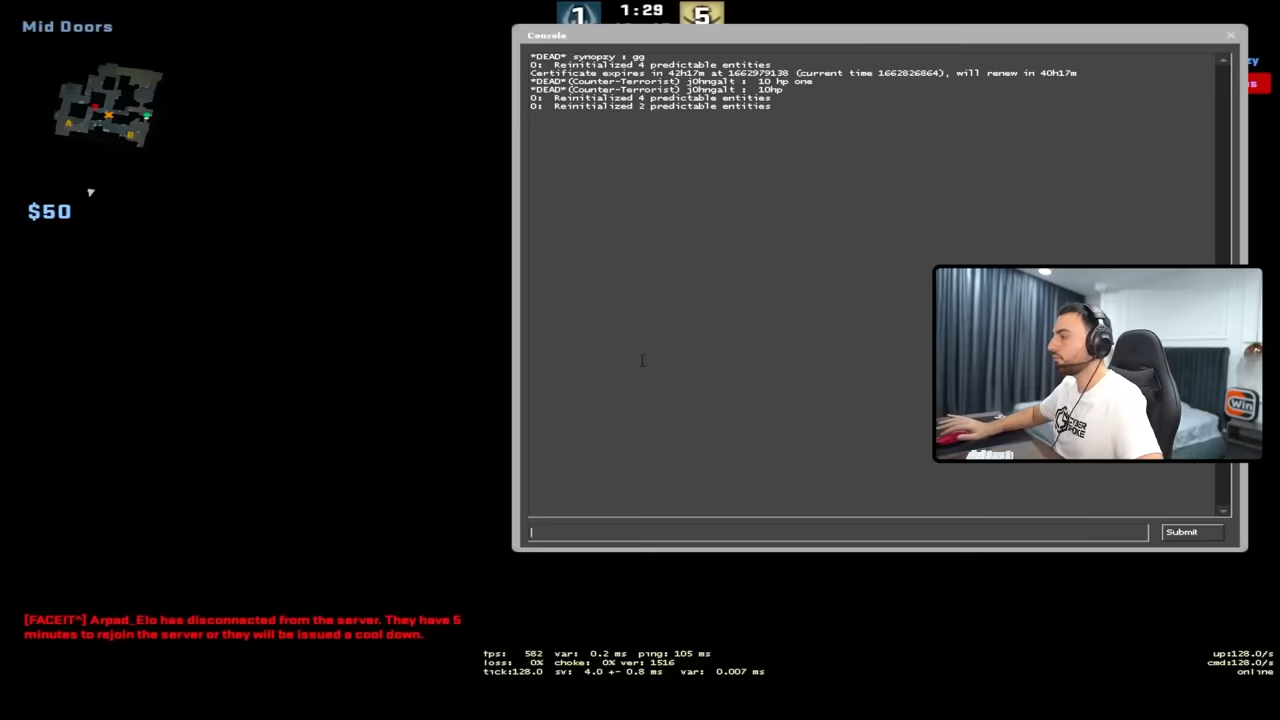 Mid Doors
1
1:29
5
Console
*DEAD* synopzy : gg
0:  Reinitialized 4 predictable entities
Certificate expires in 42h17m at 1662979138 (current time 1662826864), will renew in 40h17m
*DEAD*(Counter-Terrorist) j0hngalt :  10 hp one
*DEAD*(Counter-Terrorist) j0hngalt :  10hp
0:  Reinitialized 4 predictable entities
0:  Reinitialized 2 predictable entities
zy
A
B
$50
Win
Submit
[FACEIT^] Arpad_Elo has disconnected from the server. They have 5
minutes to rejoin the server or they will be issued a cool down.
fps:   582   var:  0.2 ms   ping: 105 ms
loss:   0%   choke:  0% ver: 1516
tick:128.0   sv:  4.0 +- 0.8 ms   var:  0.007 ms
up:128.0/s
cmd:128.0/s
online